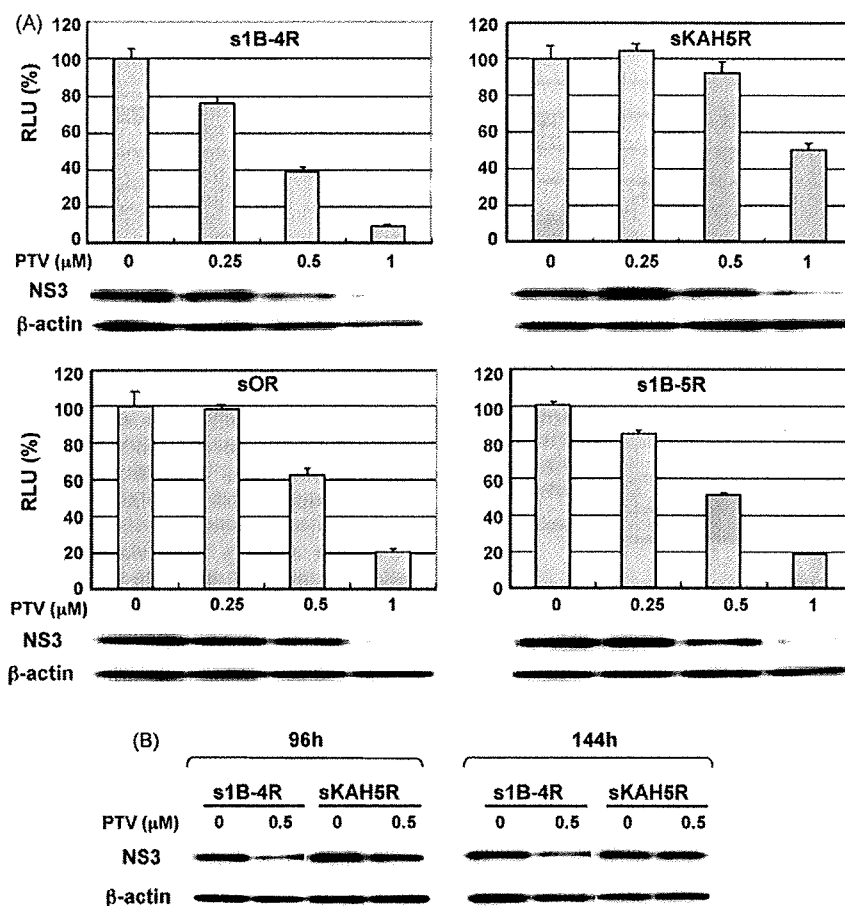 (A)
s1B-4R
120
100
80
60
40
20
0
RLU (%)
PTV (μM) 0 0.25 0.5 1
NS3
β-actin
sKAH5R
120
100
80
60
40
20
0
0 0.25 0.5 1
sOR
120
100
80
60
40
20
0
RLU (%)
PTV (μM) 0 0.25 0.5 1
NS3
β-actin
s1B-5R
120
100
80
60
40
20
0
0 0.25 0.5 1
(B)
96h 144h
s1B-4R sKAH5R s1B-4R sKAH5R
PTV (μM) 0 0.5 0 0.5 0 0.5 0 0.5
NS3
β-actin